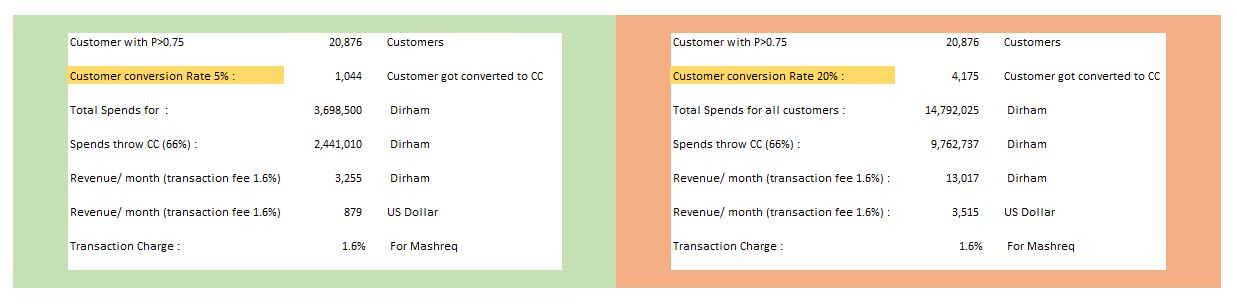 Customer with P>0.75 20,876 Customers
Customer conversion Rate 5% : 1,044 Customer got converted to CC
Total Spends for : 3,698,500 Dirham
Spends throw CC (66%) : 2,441,010 Dirham
Revenue/ month (transaction fee 1.6%) 3,255 Dirham
Revenue/ month (transaction fee 1.6%) 879 US Dollar
Transaction Charge : 1.6% For Mashreq
Customer with P>0.75 20,876 Customers
Customer conversion Rate 20% : 4,175 Customer got converted to CC
Total Spends for all customers : 14,792,025 Dirham
Spends throw CC (66%) : 9,762,737 Dirham
Revenue/ month (transaction fee 1.6%) : 13,017 Dirham
Revenue/ month (transaction fee 1.6%) : 3,515 US Dollar
Transaction Charge : 1.6% For Mashreq